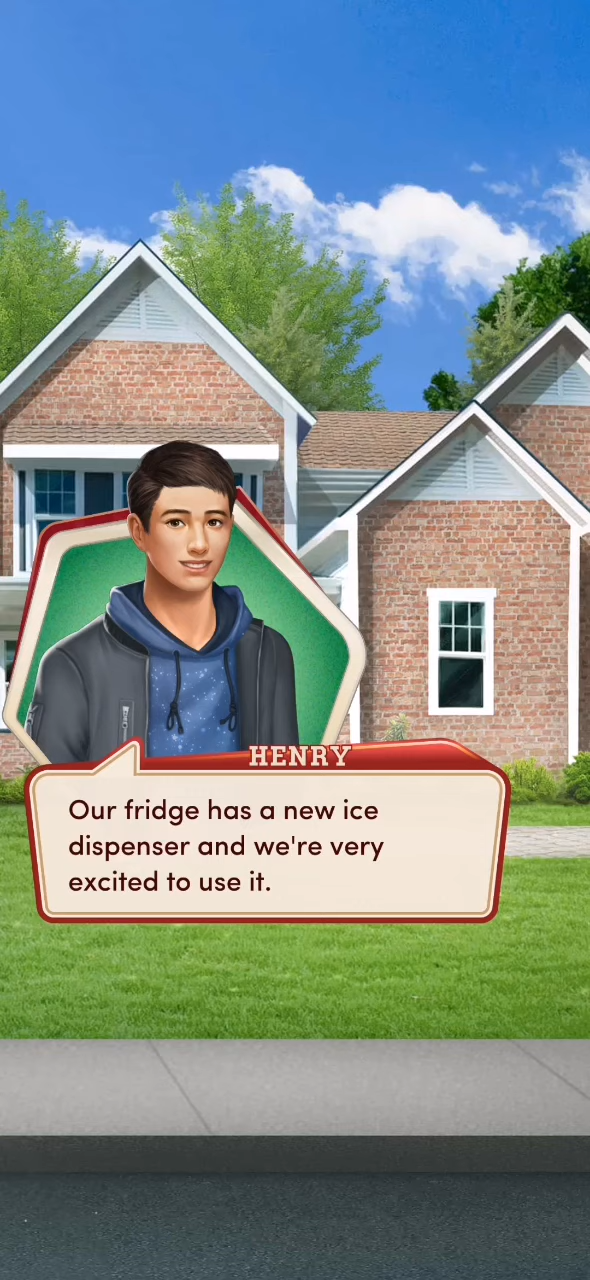 HENRY
Our fridge has a new ice
dispenser and we're very
excited to use it.